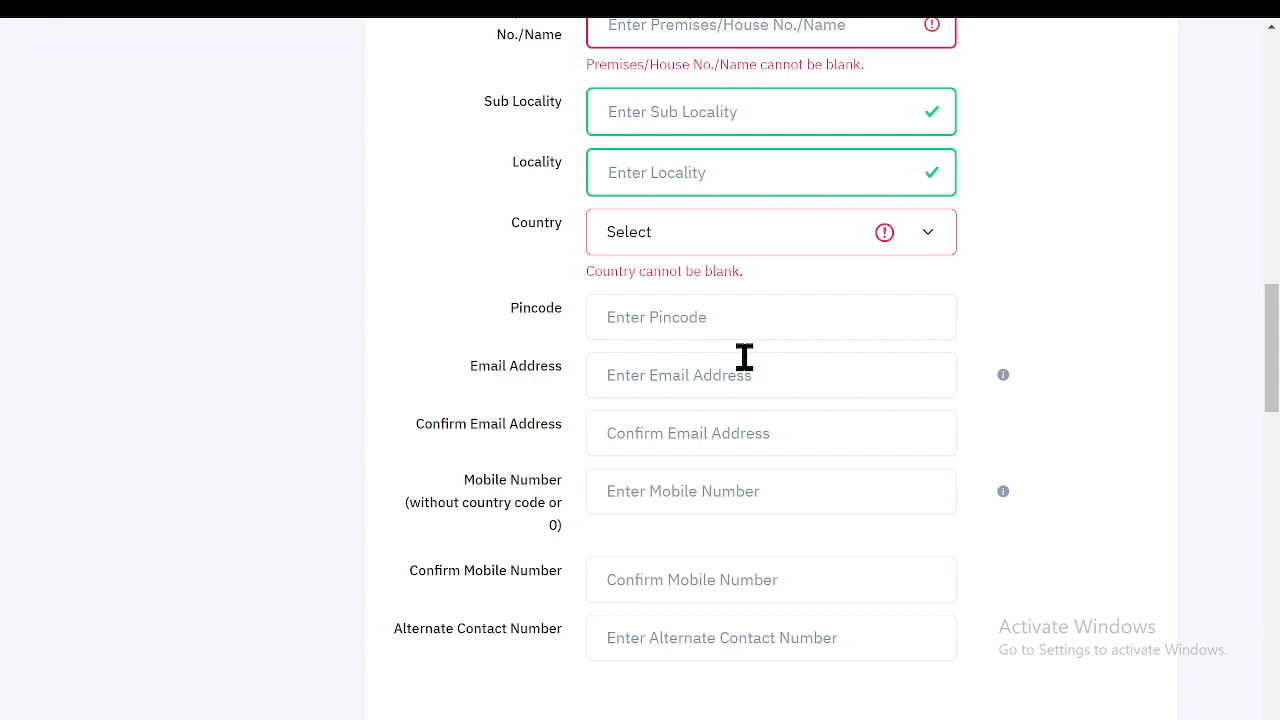 No./Name
Enter Premises/House No./Name
Premises/House No./Name cannot be blank.
Sub Locality
Enter Sub Locality
Locality
Enter Locality
Country
Select
Country cannot be blank.
Pincode
Enter Pincode
Email Address
Enter Email Address
Confirm Email Address
Confirm Email Address
Mobile Number
(without country code or
0)
Enter Mobile Number
Confirm Mobile Number
Confirm Mobile Number
Alternate Contact Number
Enter Alternate Contact Number
Activate Windows
Go to Settings to activate Windows.